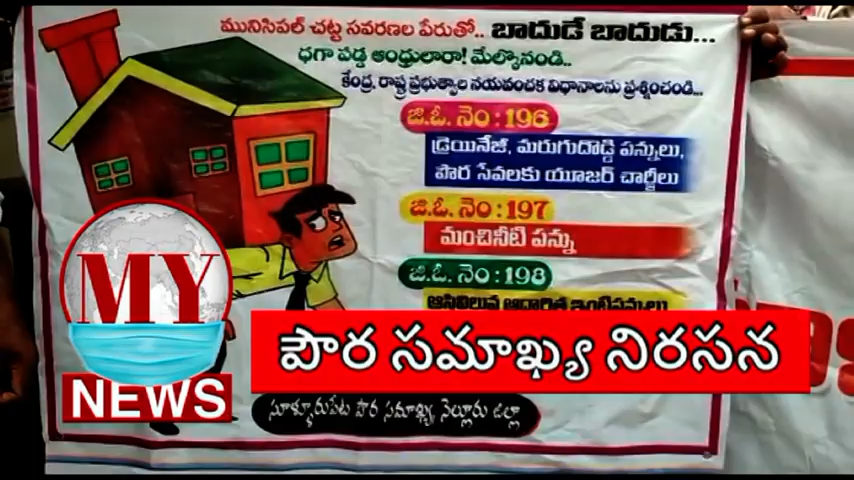 మునిసిపల్ చట్ట సవరణల పేరుతో.. బాదుడే బాదుడు...
ధగా పడ్డ ఆంధ్రులారా! మేల్కొనండి..
కేంద్ర, రాష్ట్ర ప్రభుత్వాల నయవంచక విధానాలను ప్రశ్నించండి...
జి.ఓ. నెం : 196
డ్రెయినేజీ, మరుగుదొడ్డి పన్నులు,
పౌర సేవలకు యూజర్ చార్జీలు
జి.ఓ. నెం : 197
మంచినీటి పన్ను
జి.ఓ. నెం : 198
ఆస్తివిలువ ఆధారిత ఇంటిపన్నులు
MY
NEWS
పౌర సమాఖ్య నిరసన
సూళ్ళూరుపేట పౌర సమాఖ్య నెల్లూరు జిల్లా